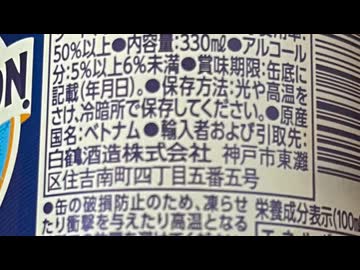 50%以上●内容量:330mℓ●アルコール
分:5%以上6%未満●賞味期限:缶底に
記載(年月日)。●保存方法:光や高温を
さけ、冷暗所で保存してください。●原産
国名:ベトナム●輸入者および引取先:
白鶴酒造株式会社 神戸市東灘
区住吉南町四丁目五番五号
●缶の破損防止のため、凍らせ
たり衝撃を与えたり高温となる
栄養成分表示(100m
ON.